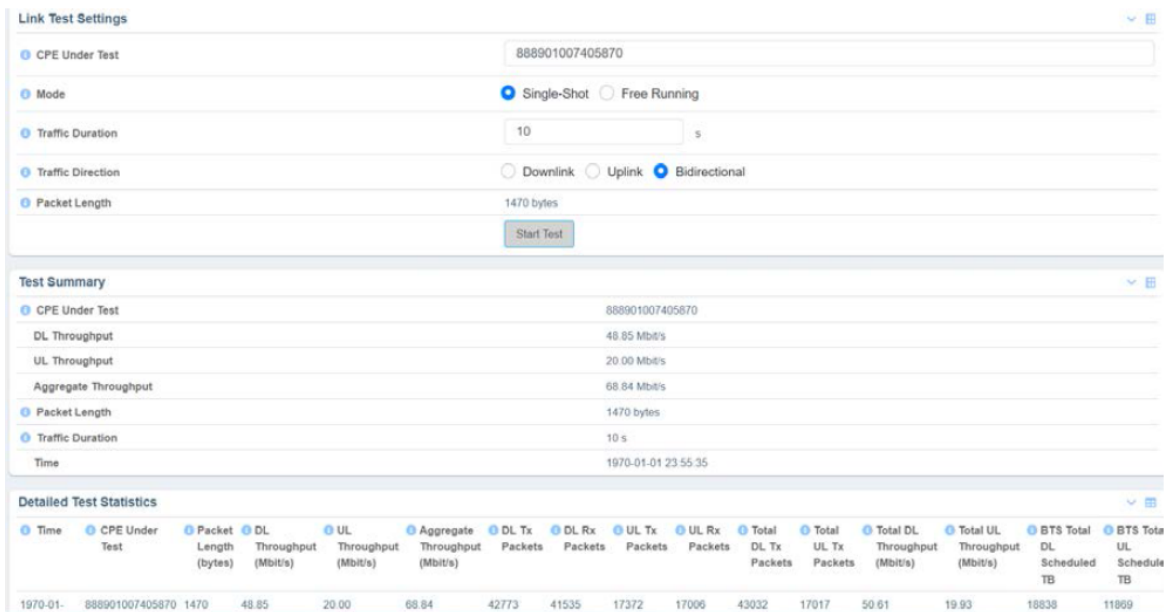 Link Test Settings
CPE Under Test 888901007405870
Mode Single-Shot Free Running
Traffic Duration 10 s
Traffic Direction Downlink Uplink Bidirectional
Packet Length 1470 bytes
Start Test
Test Summary
CPE Under Test 888901007405870
DL Throughput 48.85 Mbit/s
UL Throughput 20.00 Mbit/s
Aggregate Throughput 68.84 Mbit/s
Packet Length 1470 bytes
Traffic Duration 10 s
Time 1970-01-01 23:55:35
Detailed Test Statistics
Time CPE Under Packet DL UL Aggregate DL Tx DL Rx UL Tx UL Rx Total Total Total DL Total UL BTS Total BTS Tota
Test Length Throughput Throughput Throughput Packets Packets Packets Packets DL Tx UL Tx Throughput Throughput DL UL
(bytes) (Mbit/s) (Mbit/s) (Mbit/s) Packets Packets (Mbit/s) (Mbit/s) Scheduled Schedule
TB TB
1970-01- 888901007405870 1470 48.85 20.00 68.84 42773 41535 17372 17006 43032 17017 50.61 19.93 18838 11869